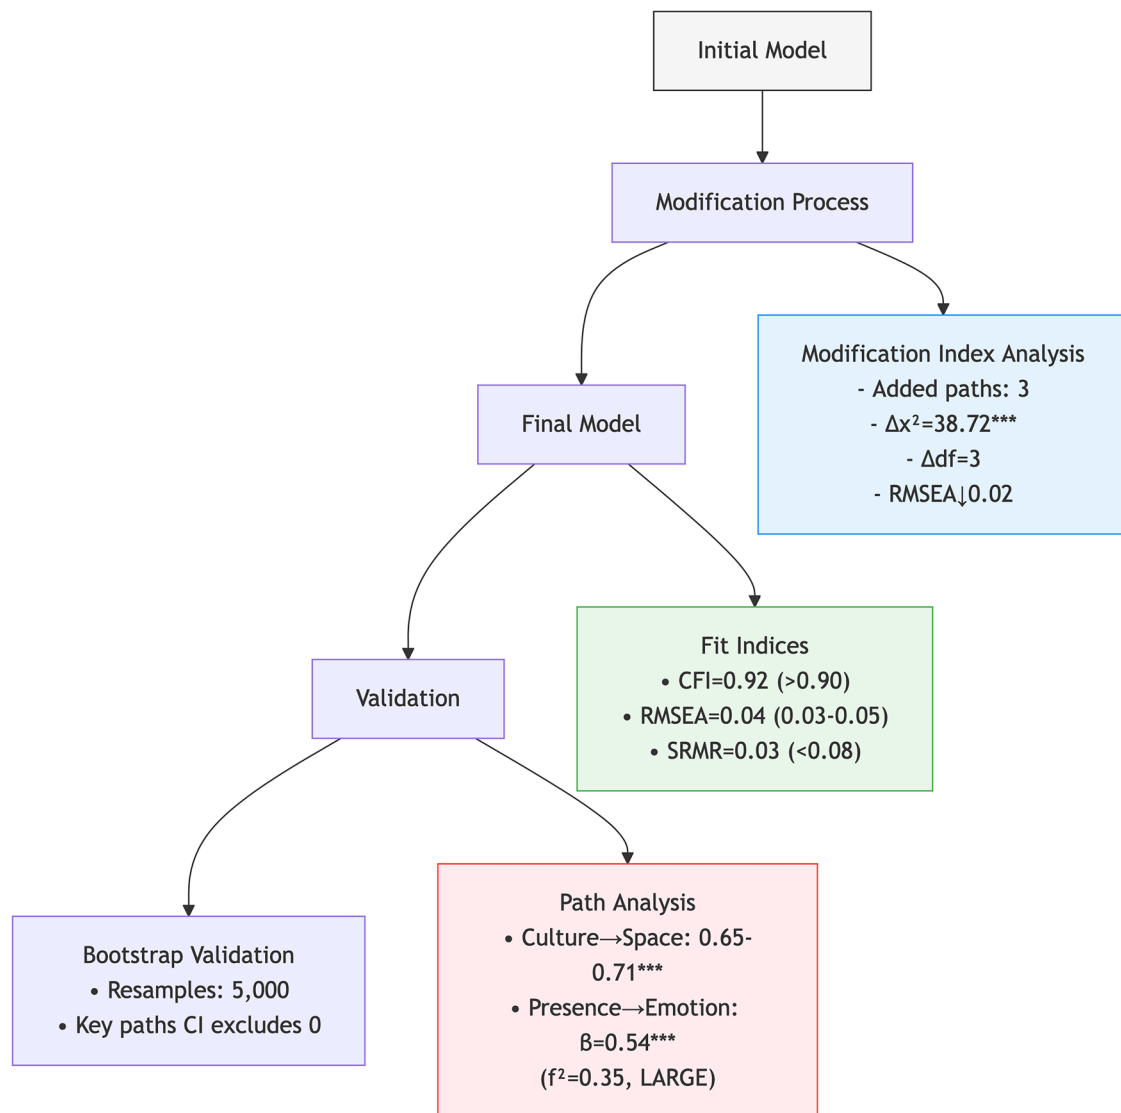 Initial Model
Modification Process
Modification Index Analysis
- Added paths: 3
- Δx²=38.72***
- Δdf=3
- RMSEA↓0.02
Final Model
Fit Indices
• CFI=0.92 (>0.90)
• RMSEA=0.04 (0.03-0.05)
• SRMR=0.03 (<0.08)
Validation
Path Analysis
• Culture→Space: 0.65-
0.71***
• Presence→Emotion:
β=0.54***
(f²=0.35, LARGE)
Bootstrap Validation
• Resamples: 5,000
• Key paths CI excludes 0